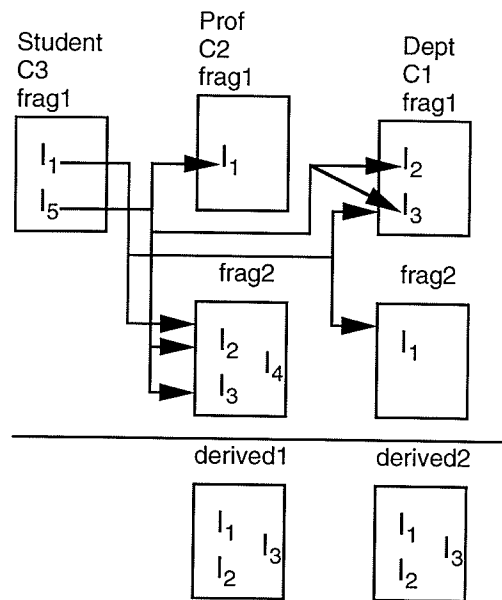 Student
C3
frag1
I1
I5
Prof
C2
frag1
I1
Dept
C1
frag1
I2
I3
frag2
I2
I3
I4
frag2
I1
derived1
I1
I2
I3
derived2
I1
I2
I3